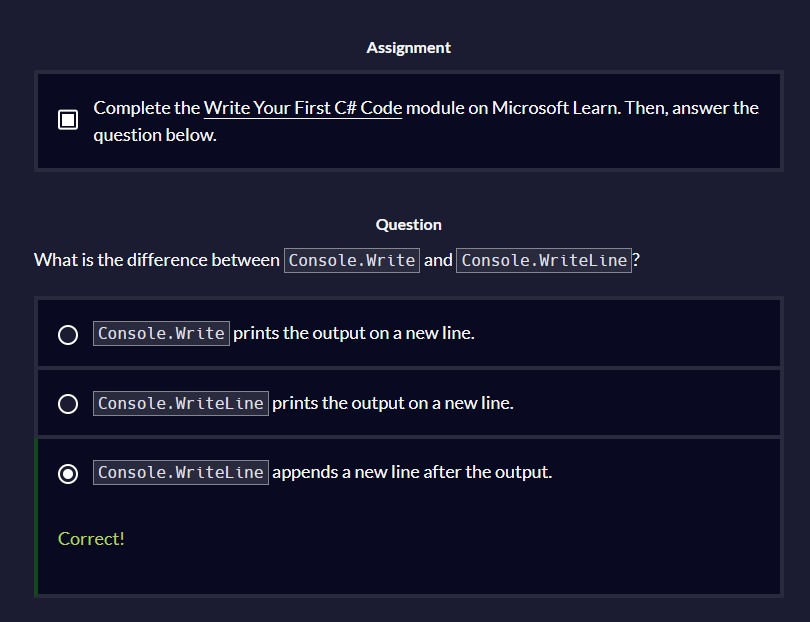 Assignment
Complete the Write Your First C# Code module on Microsoft Learn. Then, answer the
question below.
Question
What is the difference between Console.Write and Console.WriteLine?
Console.Write prints the output on a new line.
Console.WriteLine prints the output on a new line.
Console.WriteLine appends a new line after the output.
Correct!